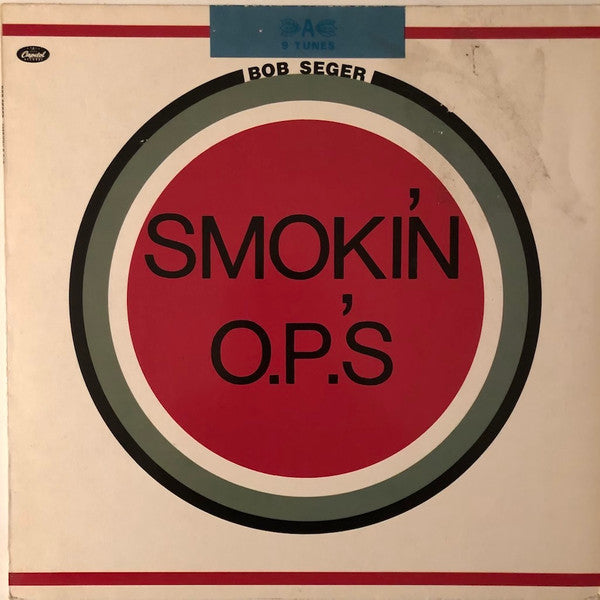 A
9 TUNES
Capitol
BOB SEGER
SMOKIN'
O.P.'S